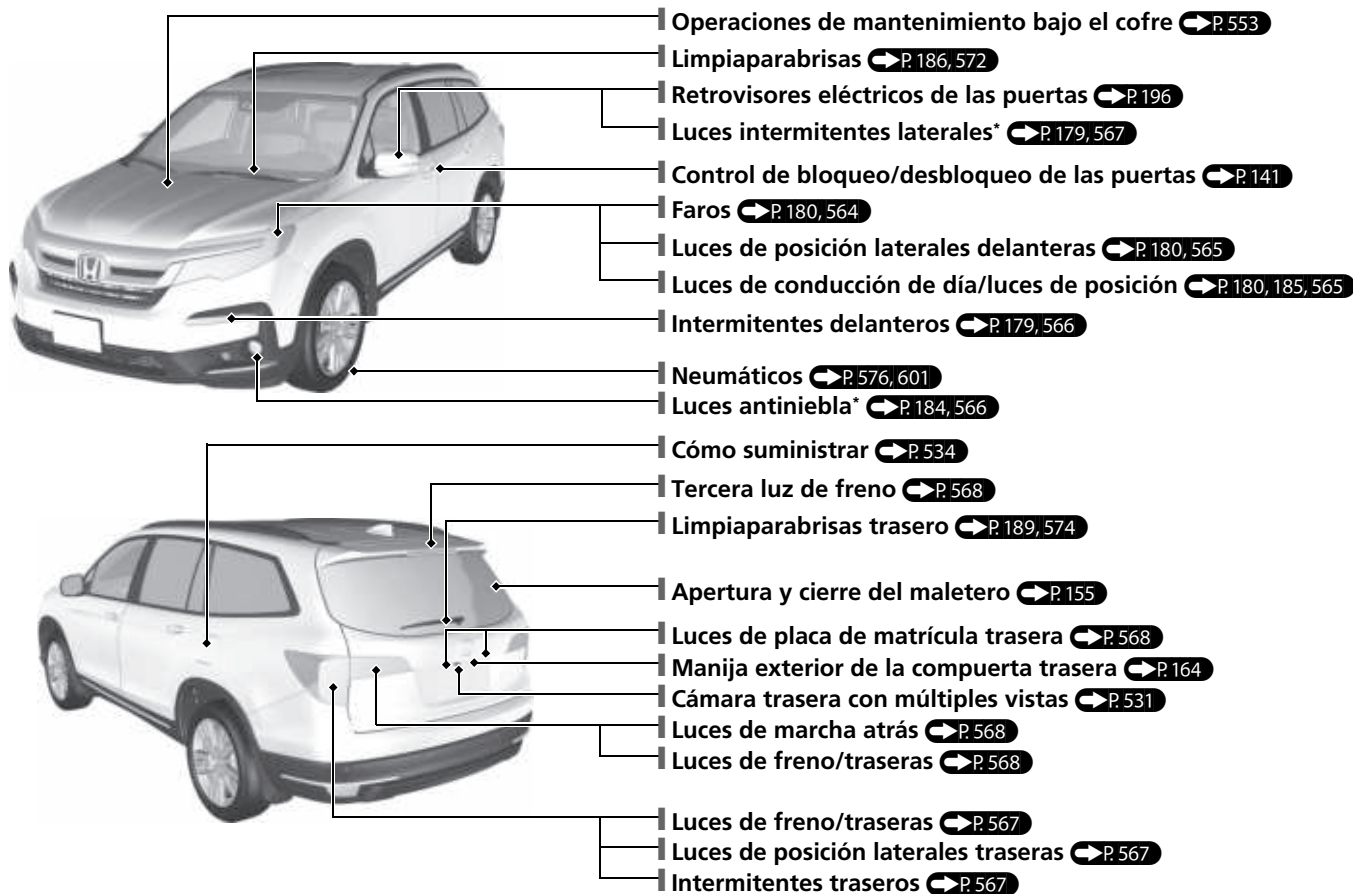 Operaciones de mantenimiento bajo el cofre P. 553
Limpiaparabrisas P. 186, 572
Retrovisores eléctricos de las puertas P. 196
Luces intermitentes laterales* P. 179, 567
Control de bloqueo/desbloqueo de las puertas P. 141
Faros P. 180, 564
Luces de posición laterales delanteras P. 180, 565
Luces de conducción de día/luces de posición P. 180, 185, 565
Intermitentes delanteros P. 179, 566
Neumáticos P. 576, 601
Luces antiniebla* P. 184, 566
Cómo suministrar P. 534
Tercera luz de freno P. 568
Limpiaparabrisas trasero P. 189, 574
Apertura y cierre del maletero P. 155
Luces de placa de matrícula trasera P. 568
Manija exterior de la compuerta trasera P. 164
Cámara trasera con múltiples vistas P. 531
Luces de marcha atrás P. 568
Luces de freno/traseras P. 568
Luces de freno/traseras P. 567
Luces de posición laterales traseras P. 567
Intermitentes traseros P. 567